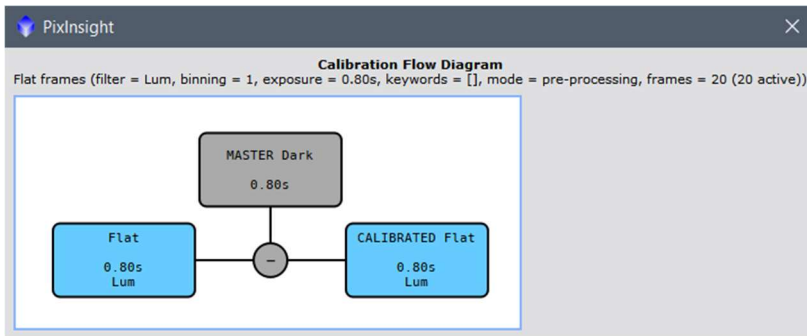 PixInsight
Calibration Flow Diagram
Flat frames (filter = Lum, binning = 1, exposure = 0.80s, keywords = [], mode = pre-processing, frames = 20 (20 active))
MASTER Dark
0.80s
Flat
0.80s
Lum
−
CALIBRATED Flat
0.80s
Lum